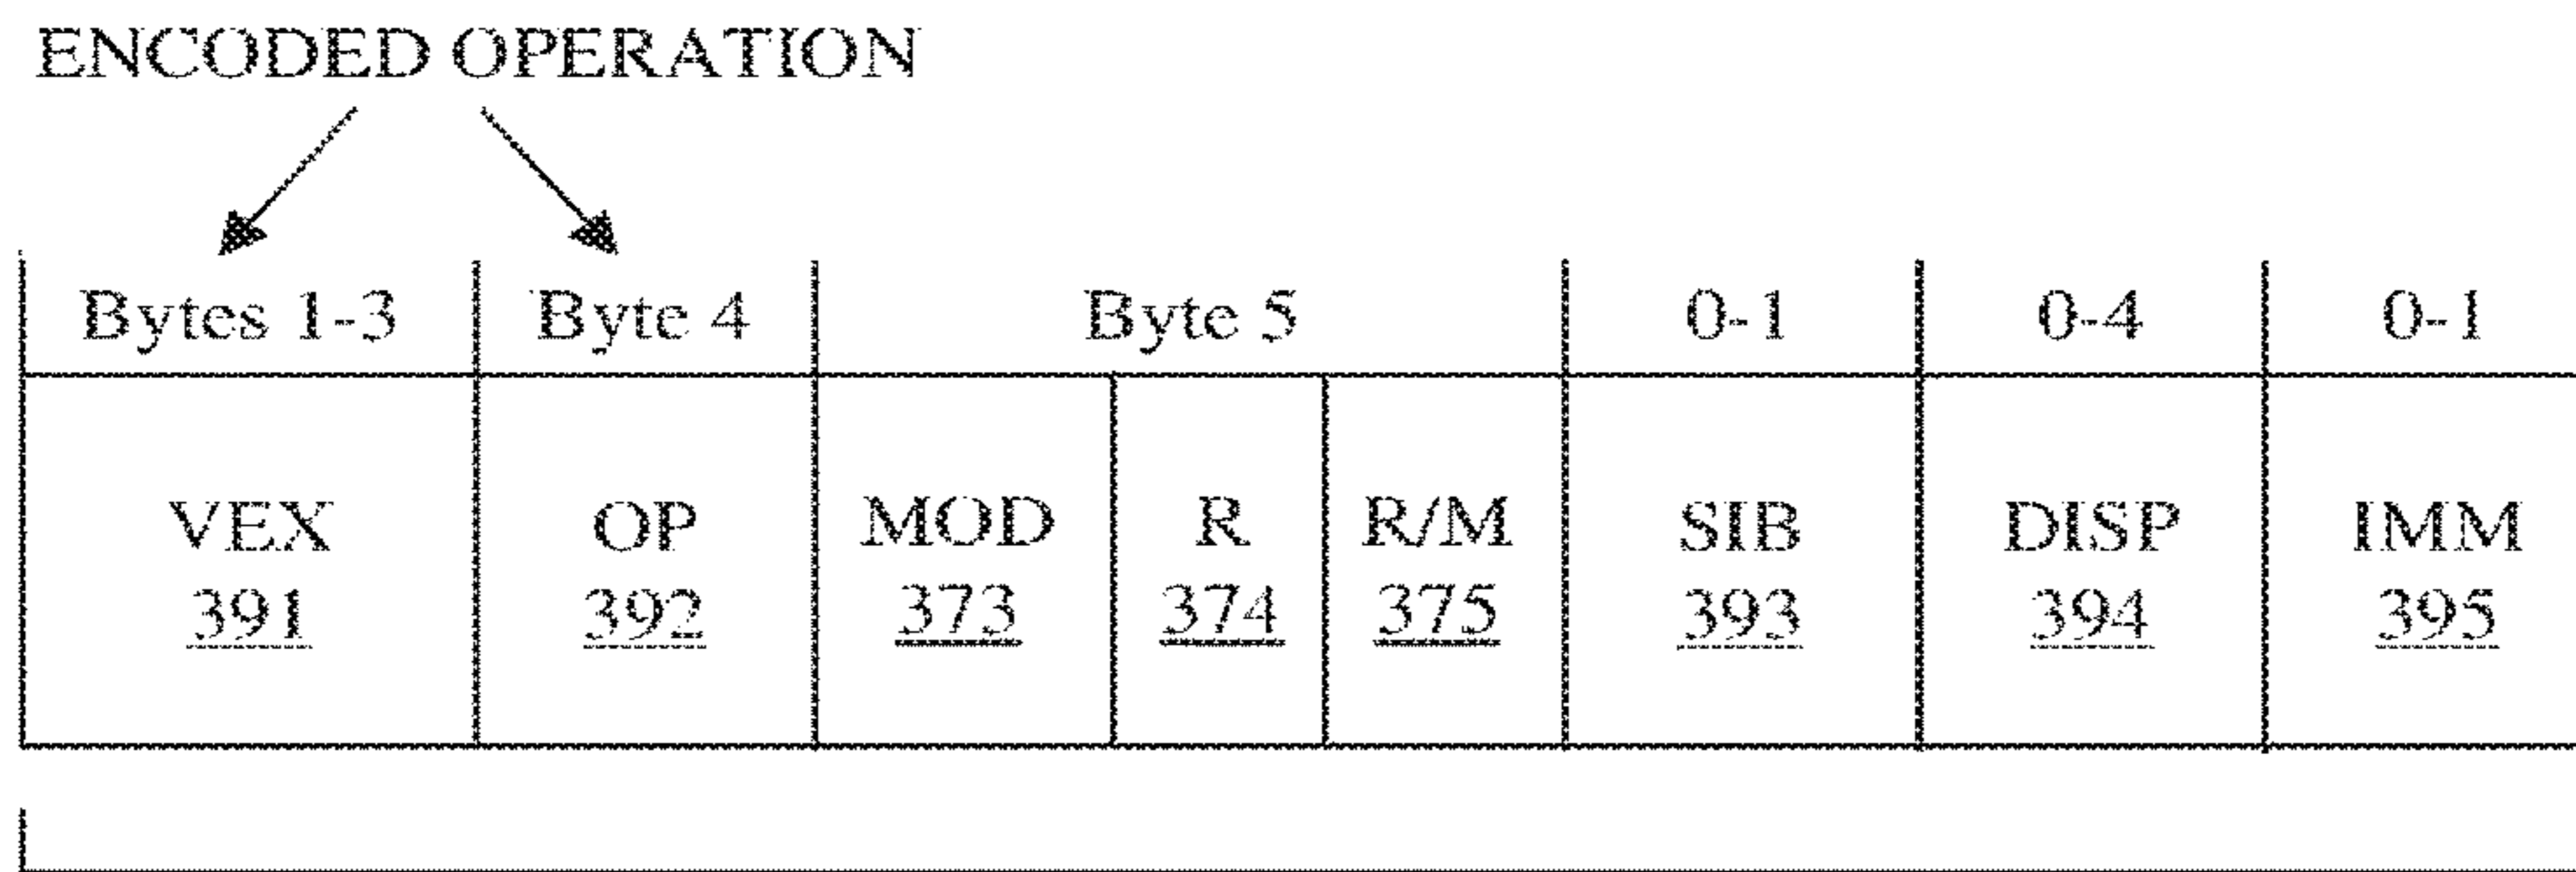 ENCODED OPERATION
Bytes 1-3 Byte 4 Byte 5 0-1 0-4 0-1
VEX OP MOD R R/M SIB DISP IMM
391 392 373 374 375 393 394 395